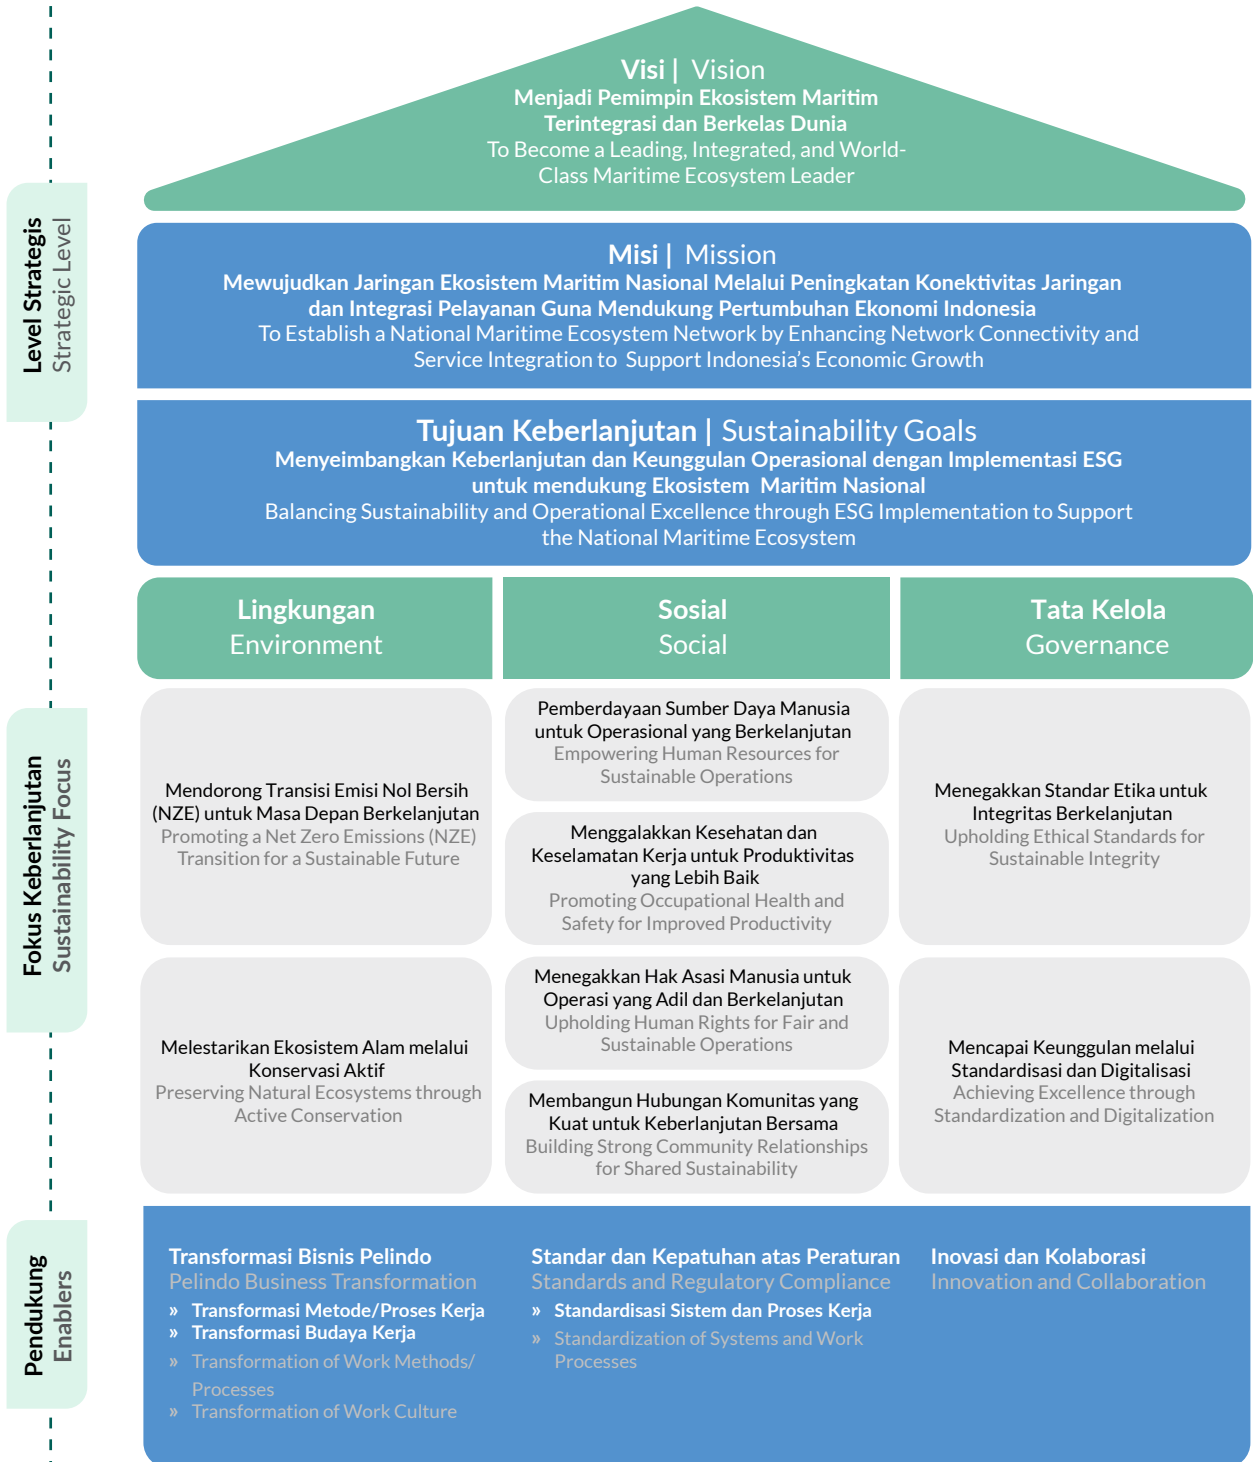 Visi | Vision
Menjadi Pemimpin Ekosistem Maritim
Terintegrasi dan Berkelas Dunia
To Become a Leading, Integrated, and World-
Class Maritime Ecosystem Leader
Level Strategis
Strategic Level
Misi | Mission
Mewujudkan Jaringan Ekosistem Maritim Nasional Melalui Peningkatan Konektivitas Jaringan
dan Integrasi Pelayanan Guna Mendukung Pertumbuhan Ekonomi Indonesia
To Establish a National Maritime Ecosystem Network by Enhancing Network Connectivity and
Service Integration to Support Indonesia's Economic Growth
Tujuan Keberlanjutan | Sustainability Goals
Menyeimbangkan Keberlanjutan dan Keunggulan Operasional dengan Implementasi ESG
untuk mendukung Ekosistem Maritim Nasional
Balancing Sustainability and Operational Excellence through ESG Implementation to Support
the National Maritime Ecosystem
Fokus Keberlanjutan
Sustainability Focus
Lingkungan
Environment
Mendorong Transisi Emisi Nol Bersih
(NZE) untuk Masa Depan Berkelanjutan
Promoting a Net Zero Emissions (NZE)
Transition for a Sustainable Future
Melestarikan Ekosistem Alam melalui
Konservasi Aktif
Preserving Natural Ecosystems through
Active Conservation
Sosial
Social
Pemberdayaan Sumber Daya Manusia
untuk Operasional yang Berkelanjutan
Empowering Human Resources for
Sustainable Operations
Menggalakkan Kesehatan dan
Keselamatan Kerja untuk Produktivitas
yang Lebih Baik
Promoting Occupational Health and
Safety for Improved Productivity
Menegakkan Hak Asasi Manusia untuk
Operasi yang Adil dan Berkelanjutan
Upholding Human Rights for Fair and
Sustainable Operations
Membangun Hubungan Komunitas yang
Kuat untuk Keberlanjutan Bersama
Building Strong Community Relationships
for Shared Sustainability
Tata Kelola
Governance
Menegakkan Standar Etika untuk
Integritas Berkelanjutan
Upholding Ethical Standards for
Sustainable Integrity
Mencapai Keunggulan melalui
Standardisasi dan Digitalisasi
Achieving Excellence through
Standardization and Digitalization
Pendukung
Enablers
Transformasi Bisnis Pelindo
Pelindo Business Transformation
» Transformasi Metode/Proses Kerja
» Transformasi Budaya Kerja
» Transformation of Work Methods/
Processes
» Transformation of Work Culture
Standar dan Kepatuhan atas Peraturan
Standards and Regulatory Compliance
» Standardisasi Sistem dan Proses Kerja
» Standardization of Systems and Work
Processes
Inovasi dan Kolaborasi
Innovation and Collaboration